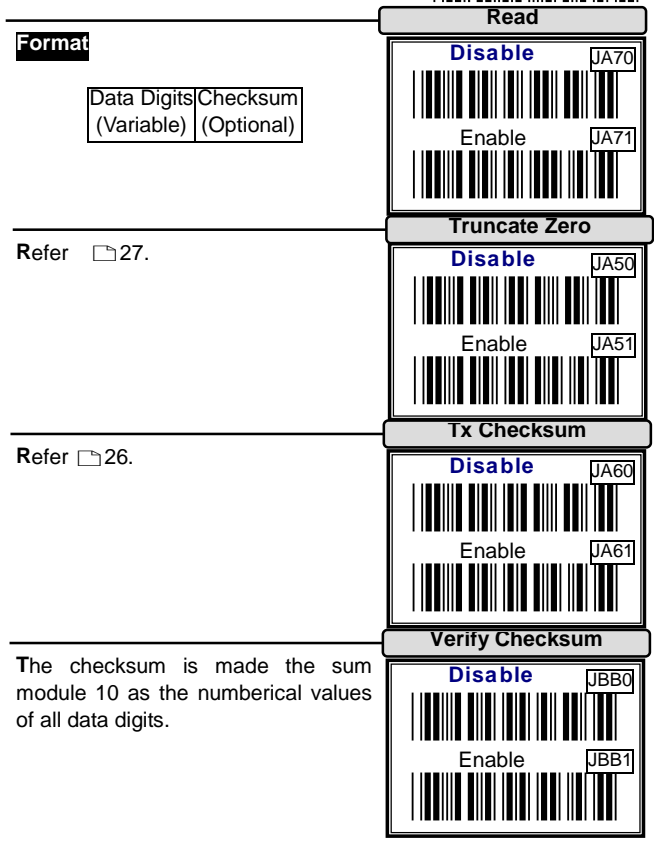 Read
Format
Data Digits Checksum
(Variable) (Optional)
Disable
JA70
Enable
JA71
Truncate Zero
Refer 27.
Disable
JA50
Enable
JA51
Tx Checksum
Refer 26.
Disable
JA60
Enable
JA61
Verify Checksum
The checksum is made the sum
module 10 as the numberical values
of all data digits.
Disable
JBB0
Enable
JBB1